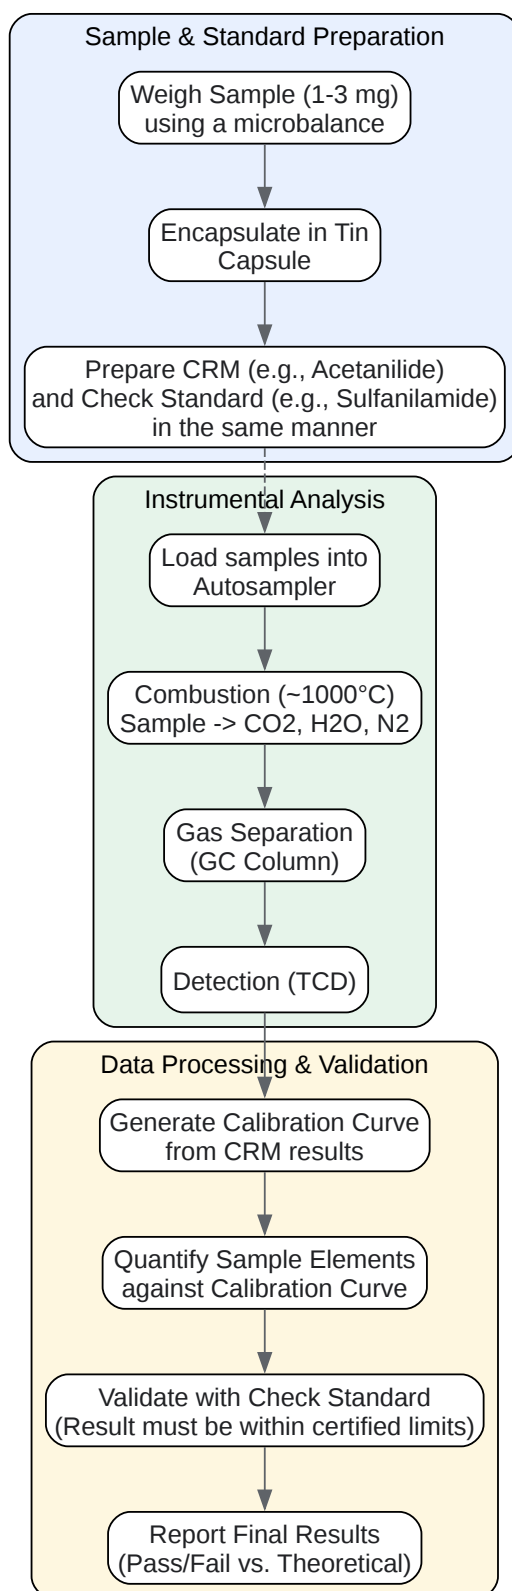 Sample & Standard Preparation
Weigh Sample (1-3 mg)
using a microbalance
Encapsulate in Tin
Capsule
Prepare CRM (e.g., Acetanilide)
and Check Standard (e.g., Sulfanilamide)
in the same manner
Instrumental Analysis
Load samples into
Autosampler
Combustion (~1000°C)
Sample -> CO2, H2O, N2
Gas Separation
(GC Column)
Detection (TCD)
Data Processing & Validation
Generate Calibration Curve
from CRM results
Quantify Sample Elements
against Calibration Curve
Validate with Check Standard
(Result must be within certified limits)
Report Final Results
(Pass/Fail vs. Theoretical)